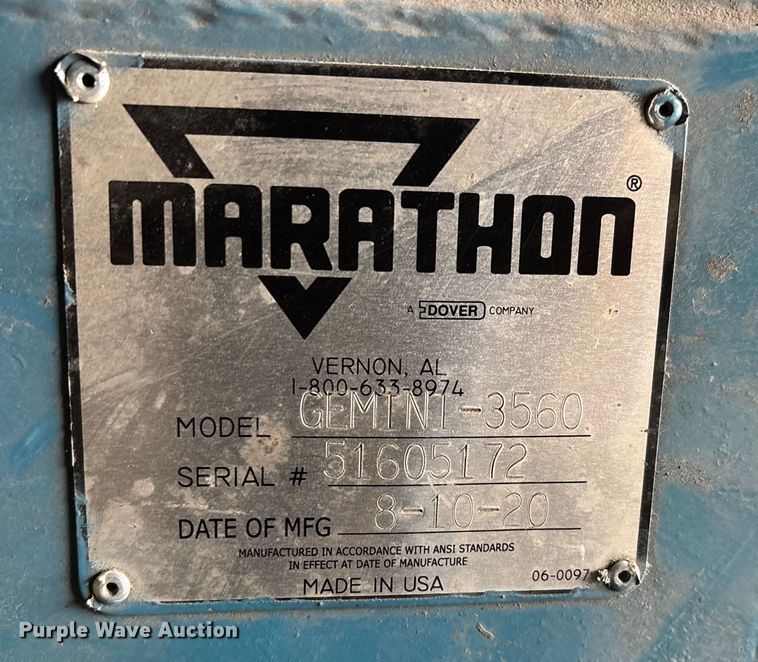 MARATHON®
A DOVER COMPANY
VERNON, AL
1-800-633-8974
MODEL GEMINI-3560
SERIAL # 51605172
DATE OF MFG 8-10-20
MANUFACTURED IN ACCORDANCE WITH ANSI STANDARDS
IN EFFECT AT DATE OF MANUFACTURE
MADE IN USA 06-0097
Purple Wave Auction